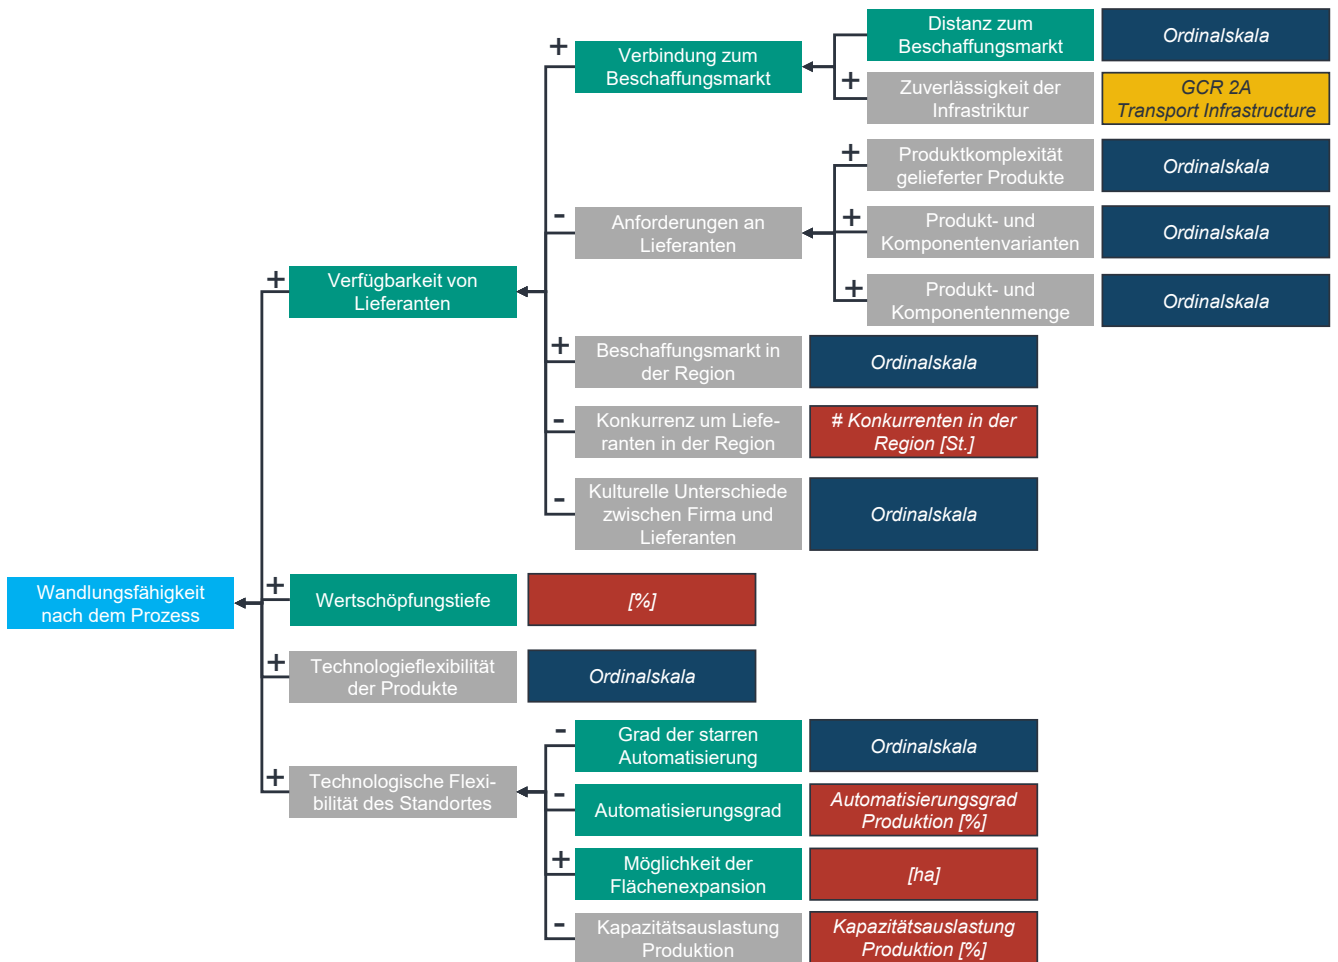 Distanz zum
Beschaffungsmarkt
Ordinalskala
+
Verbindung zum
Beschaffungsmarkt
+
Zuverlässigkeit der
Infrastriktur
GCR 2A
Transport Infrastructure
+
Produktkomplexität
gelieferter Produkte
Ordinalskala
-
Anforderungen an
Lieferanten
+
Produkt- und
Komponentenvarianten
Ordinalskala
+
Verfügbarkeit von
Lieferanten
+
Produkt- und
Komponentenmenge
Ordinalskala
+
Beschaffungsmarkt in
der Region
Ordinalskala
-
Konkurrenz um Liefe-
ranten in der Region
# Konkurrenten in der
Region [St.]
-
Kulturelle Unterschiede
zwischen Firma und
Lieferanten
Ordinalskala
Wandlungsfähigkeit
nach dem Prozess
+
Wertschöpfungstiefe
[%]
+
Technologieflexibilität
der Produkte
Ordinalskala
-
Grad der starren
Automatisierung
Ordinalskala
+
Technologische Flexi-
bilität des Standortes
-
Automatisierungsgrad
Automatisierungsgrad
Produktion [%]
+
Möglichkeit der
Flächenexpansion
[ha]
-
Kapazitätsauslastung
Produktion
Kapazitätsauslastung
Produktion [%]